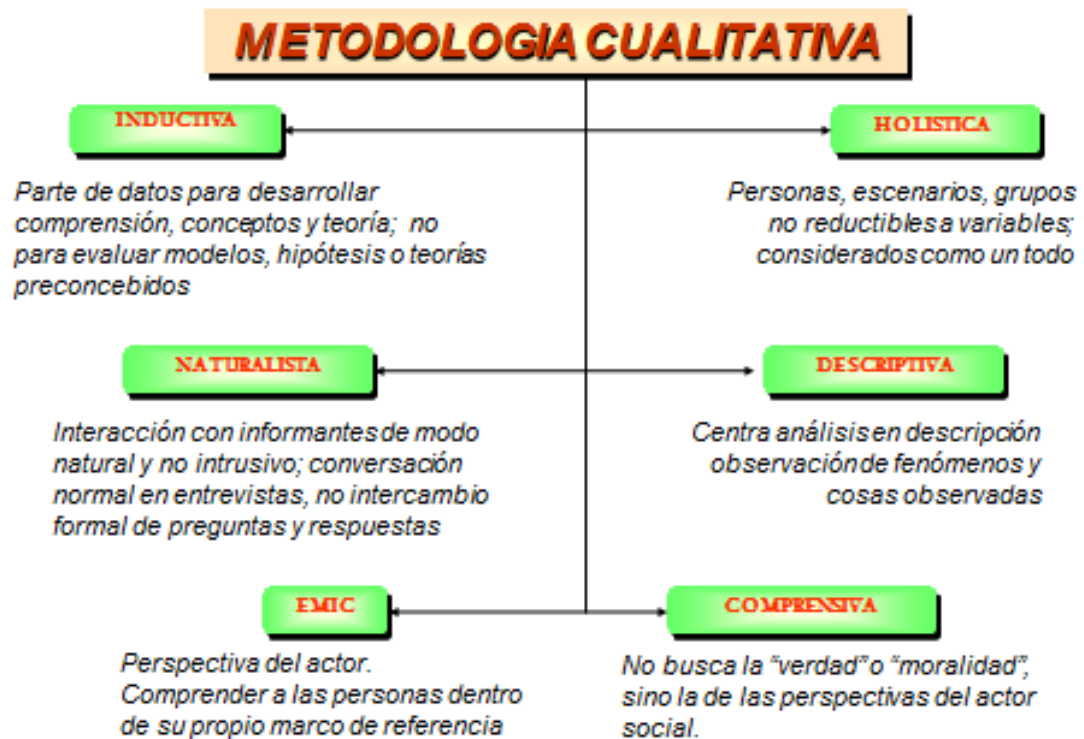 METODOLOGIA CUALITATIVA
INDUCTIVA
Parte de datos para desarrollar
comprensión, conceptos y teoría; no
para evaluar modelos, hipótesis o teorías
preconcebidos
HOLISTICA
Personas, escenarios, grupos
no reductibles a variables;
considerados como un todo
NATURALISTA
Interacción con informantes de modo
natural y no intrusivo; conversación
normal en entrevistas, no intercambio
formal de preguntas y respuestas
DESCRIPTIVA
Centra análisis en descripción
observación de fenómenos y
cosas observadas
EMIC
Perspectiva del actor.
Comprender a las personas dentro
de su propio marco de referencia
COMPRENSIVA
No busca la “verdad” o “moralidad”,
sino la de las perspectivas del actor
social.